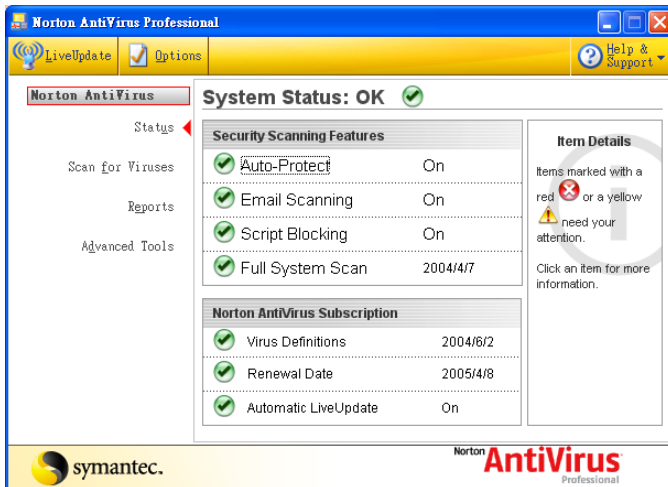 Norton AntiVirus Professional
LiveUpdate
Options
Help &
Support
Norton AntiVirus
Status
Scan for Viruses
Reports
Advanced Tools
System Status: OK
Security Scanning Features
Auto-Protect On
Email Scanning On
Script Blocking On
Full System Scan 2004/4/7
Norton AntiVirus Subscription
Virus Definitions 2004/6/2
Renewal Date 2005/4/8
Automatic LiveUpdate On
Item Details
Items marked with a
red or a yellow
need your
attention.
Click an item for more
information.
symantec.
Norton AntiVirus
Professional